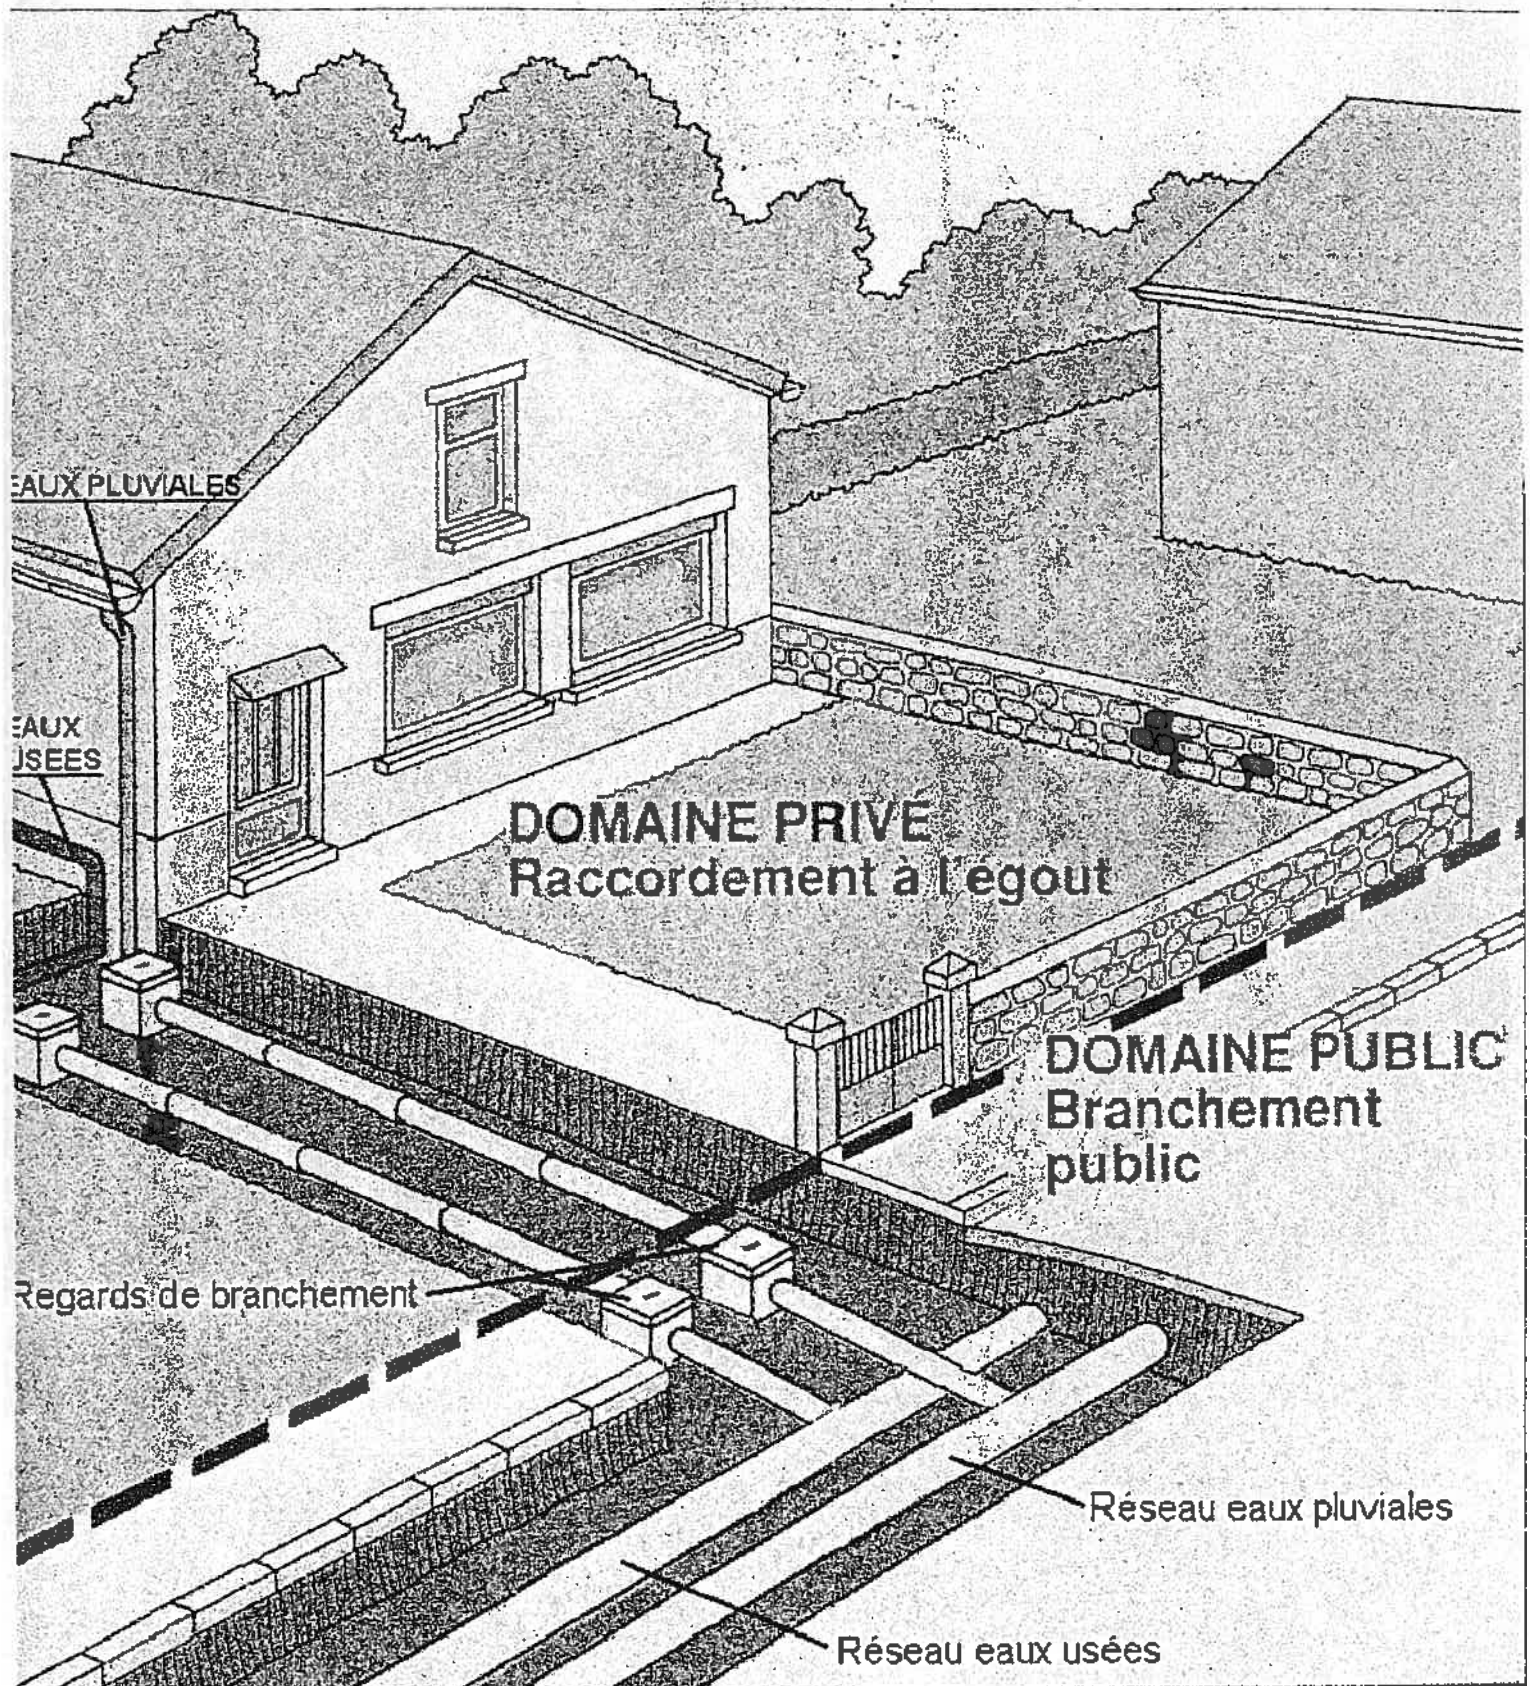 EAUX PLUVIALES
EAUX
USEES
DOMAINE PRIVE
Raccordement à l'égout
DOMAINE PUBLIC
Branchement
public
Regards de branchement
Réseau eaux pluviales
Réseau eaux usées